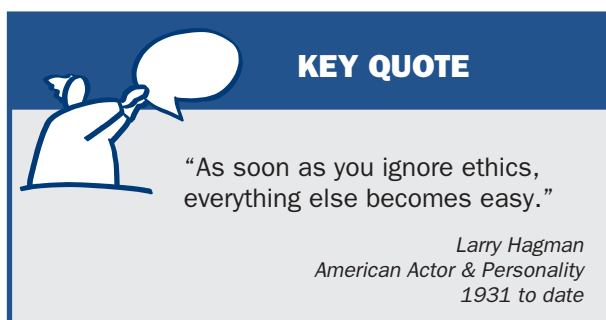 KEY QUOTE
“As soon as you ignore ethics,
everything else becomes easy.”
Larry Hagman
American Actor & Personality
1931 to date